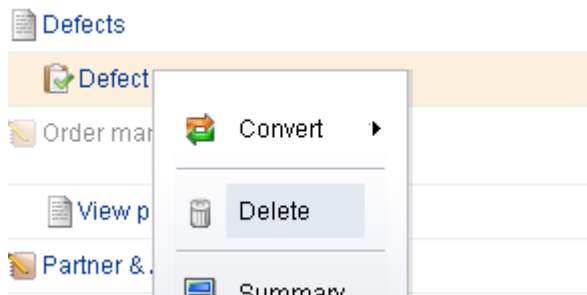 Defects
Defect
Convert
Order mar
Delete
View p
Partner &
Summary